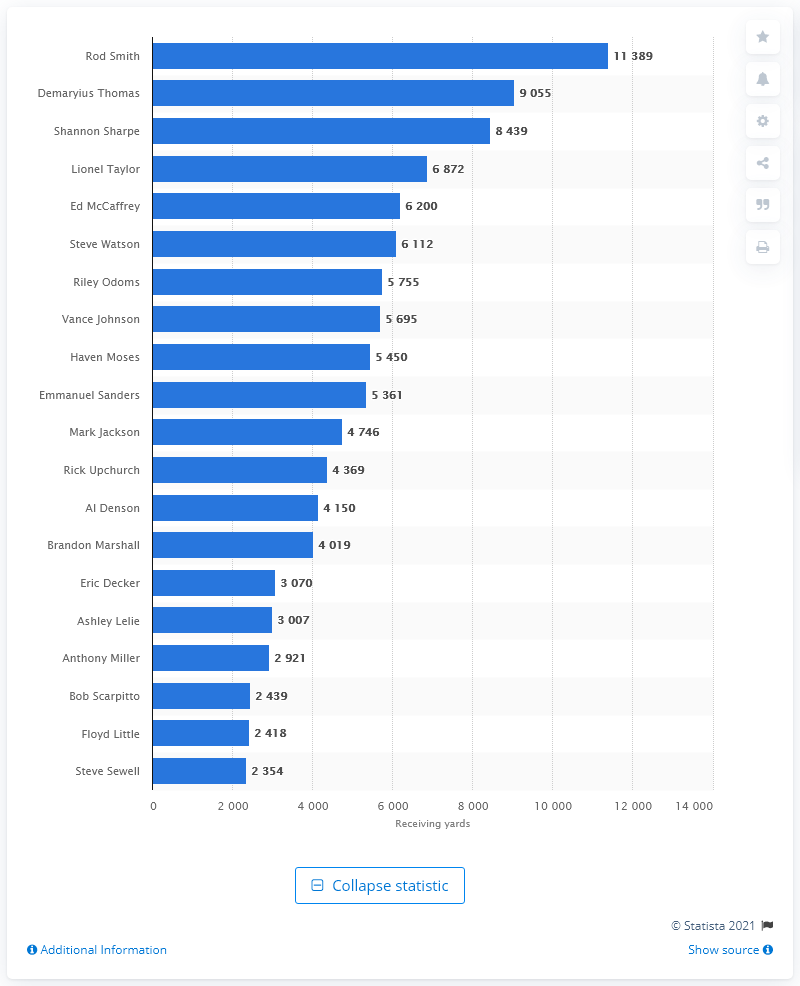 Rod Smith 11 389
Demaryius Thomas 9 055
Shannon Sharpe 8 439
Lionel Taylor 6 872
Ed McCaffrey 6 200
Steve Watson 6 112
Riley Odoms 5 755
Vance Johnson 5 695
Haven Moses 5 450
Emmanuel Sanders 5 361
Mark Jackson 4 746
Rick Upchurch 4 369
Al Denson 4 150
Brandon Marshall 4 019
Eric Decker 3 070
Ashley Lelie 3 007
Anthony Miller 2 921
Bob Scarpitto 2 439
Floyd Little 2 418
Steve Sewell 2 354
0 2 000 4 000 6 000 8 000 10 000 12 000 14 000
Receiving yards
Collapse statistic
© Statista 2021
Additional Information Show source